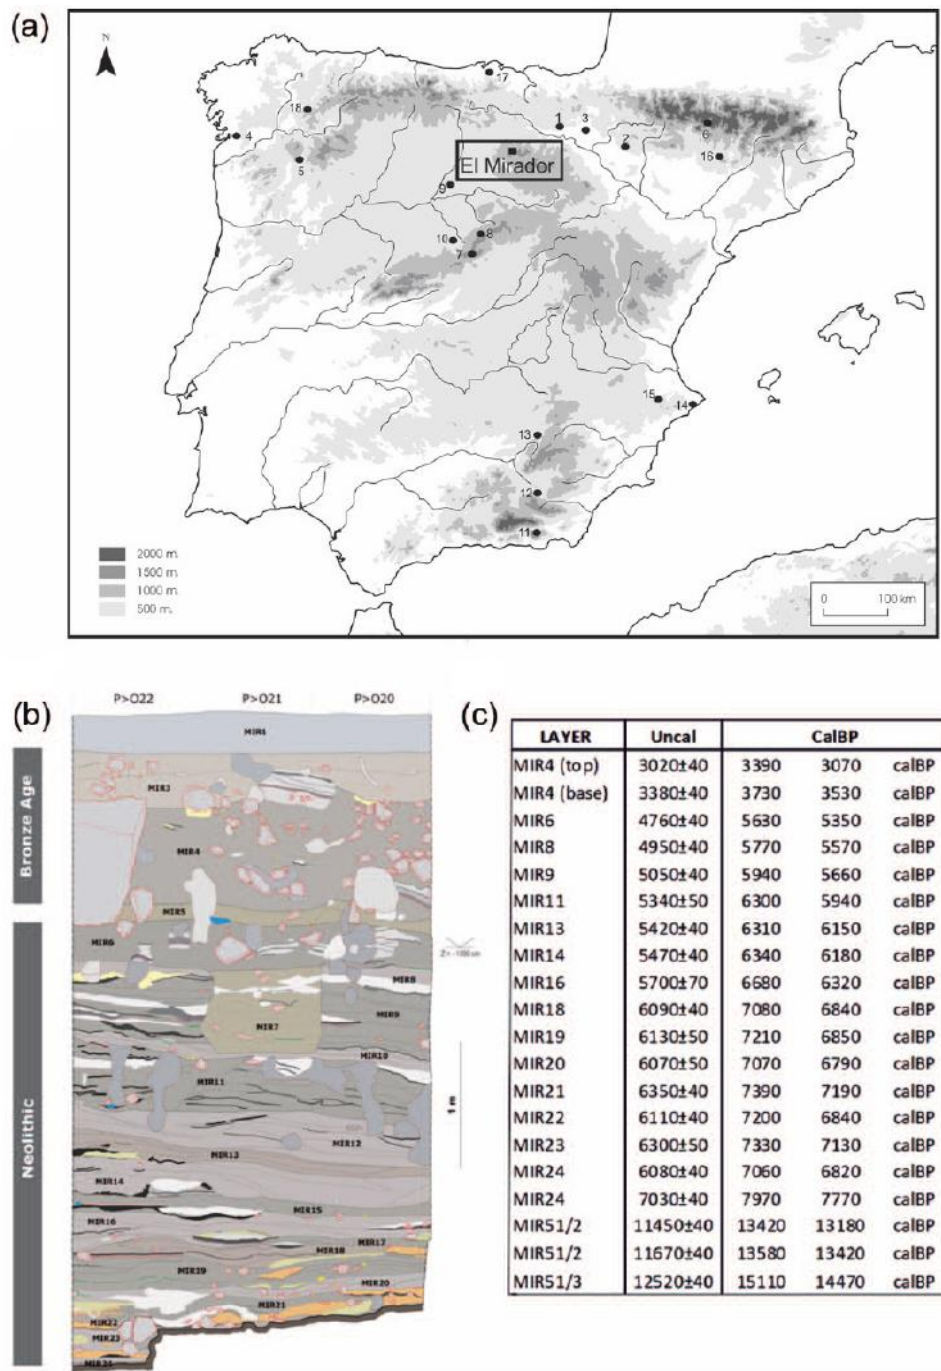 (a)
N
17
18
4
5
1
3
2
6
16
El Mirador
9
10
8
7
15
14
13
12
11
2000 m.
1500 m.
1000 m.
500 m.
0 100 km
(b)
P>O22 P>O21 P>O20
Bronze Age
Neolithic
MIR3
MIR4
MIR5
MIR6
MIR8
MIR9
MIR7
MIR10
MIR11
MIR12
MIR13
MIR14
MIR15
MIR16
MIR17
MIR18
MIR19
MIR20
MIR21
MIR22
MIR23
MIR24
1 m
(c)
LAYER Uncal CalBP
MIR4 (top) 3020±40 3390 3070 calBP
MIR4 (base) 3380±40 3730 3530 calBP
MIR6 4760±40 5630 5350 calBP
MIR8 4950±40 5770 5570 calBP
MIR9 5050±40 5940 5660 calBP
MIR11 5340±50 6300 5940 calBP
MIR13 5420±40 6310 6150 calBP
MIR14 5470±40 6340 6180 calBP
MIR16 5700±70 6680 6320 calBP
MIR18 6090±40 7080 6840 calBP
MIR19 6130±50 7210 6850 calBP
MIR20 6070±50 7070 6790 calBP
MIR21 6350±40 7390 7190 calBP
MIR22 6110±40 7200 6840 calBP
MIR23 6300±50 7330 7130 calBP
MIR24 6080±40 7060 6820 calBP
MIR24 7030±40 7970 7770 calBP
MIR51/2 11450±40 13420 13180 calBP
MIR51/2 11670±40 13580 13420 calBP
MIR51/3 12520±40 15110 14470 calBP